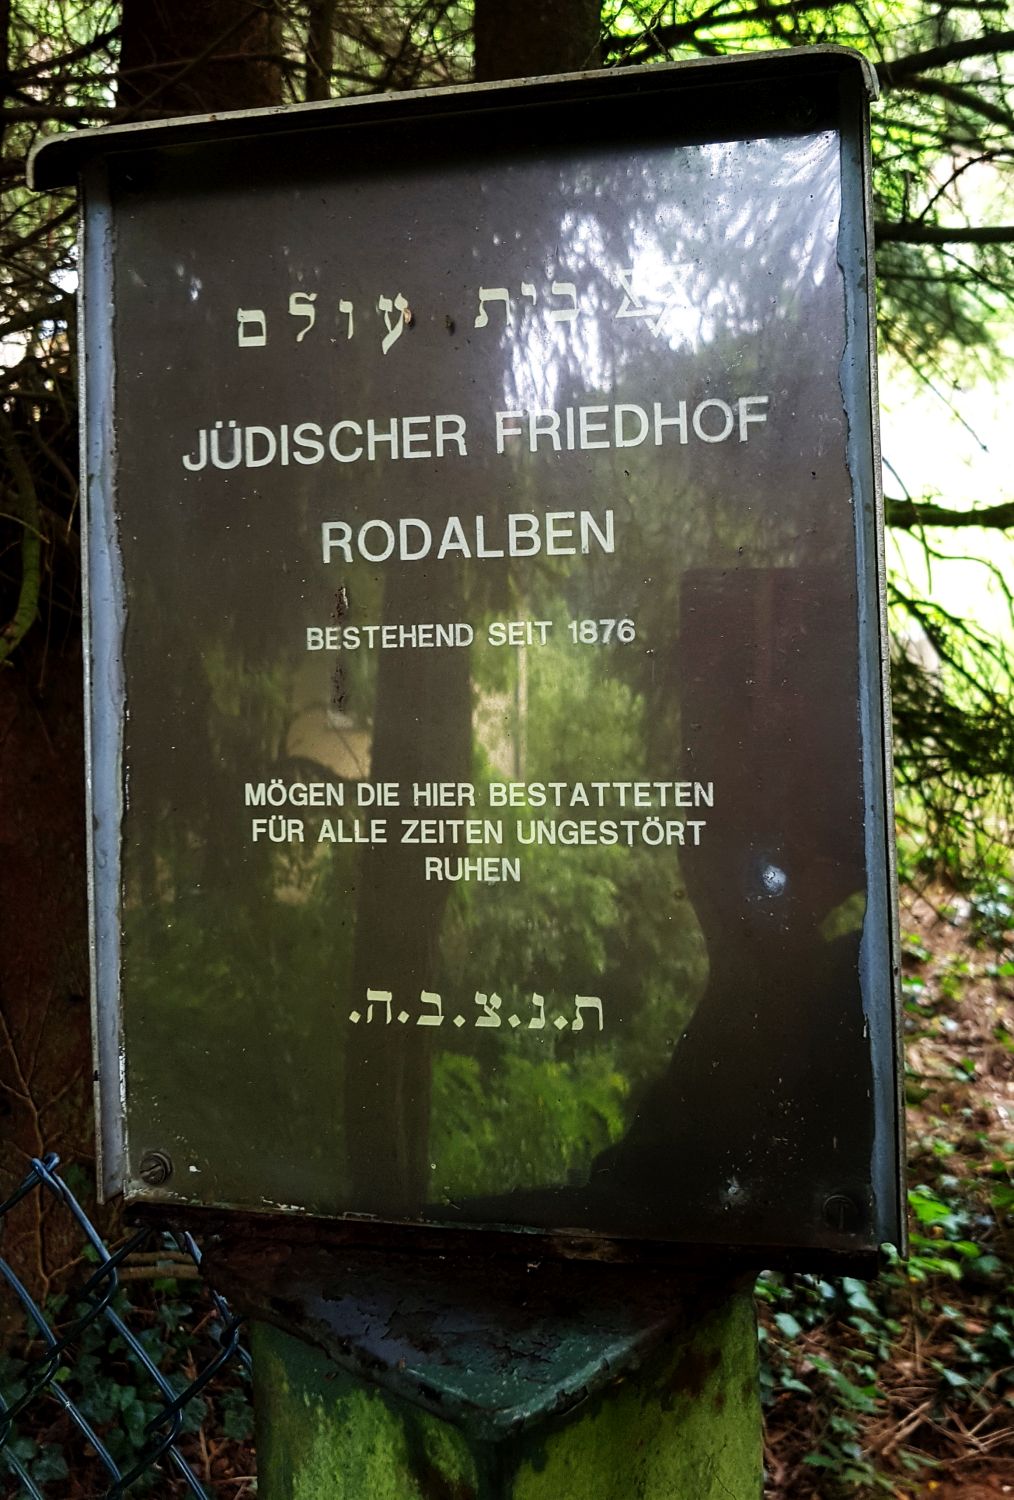 בית עולם
JÜDISCHER FRIEDHOF
RODALBEN
BESTEHEND SEIT 1876
MÖGEN DIE HIER BESTATTETEN
FÜR ALLE ZEITEN UNGESTÖRT
RUHEN
ת.נ.צ.ב.ה.